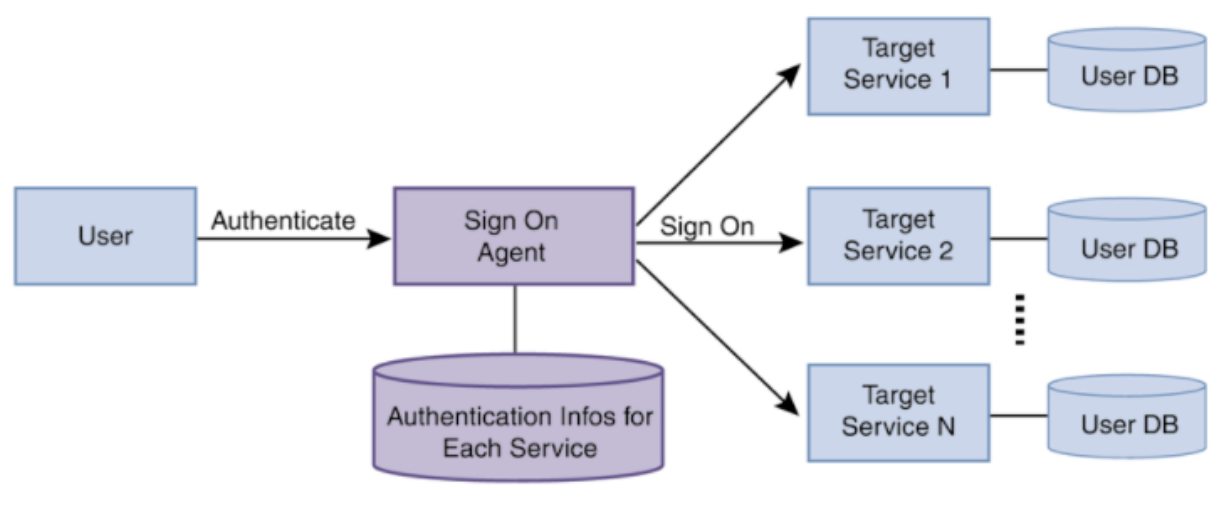 Target
Service 1
User DB
User
Authenticate
Sign On
Agent
Sign On
Target
Service 2
User DB
Authentication Infos for
Each Service
Target
Service N
User DB